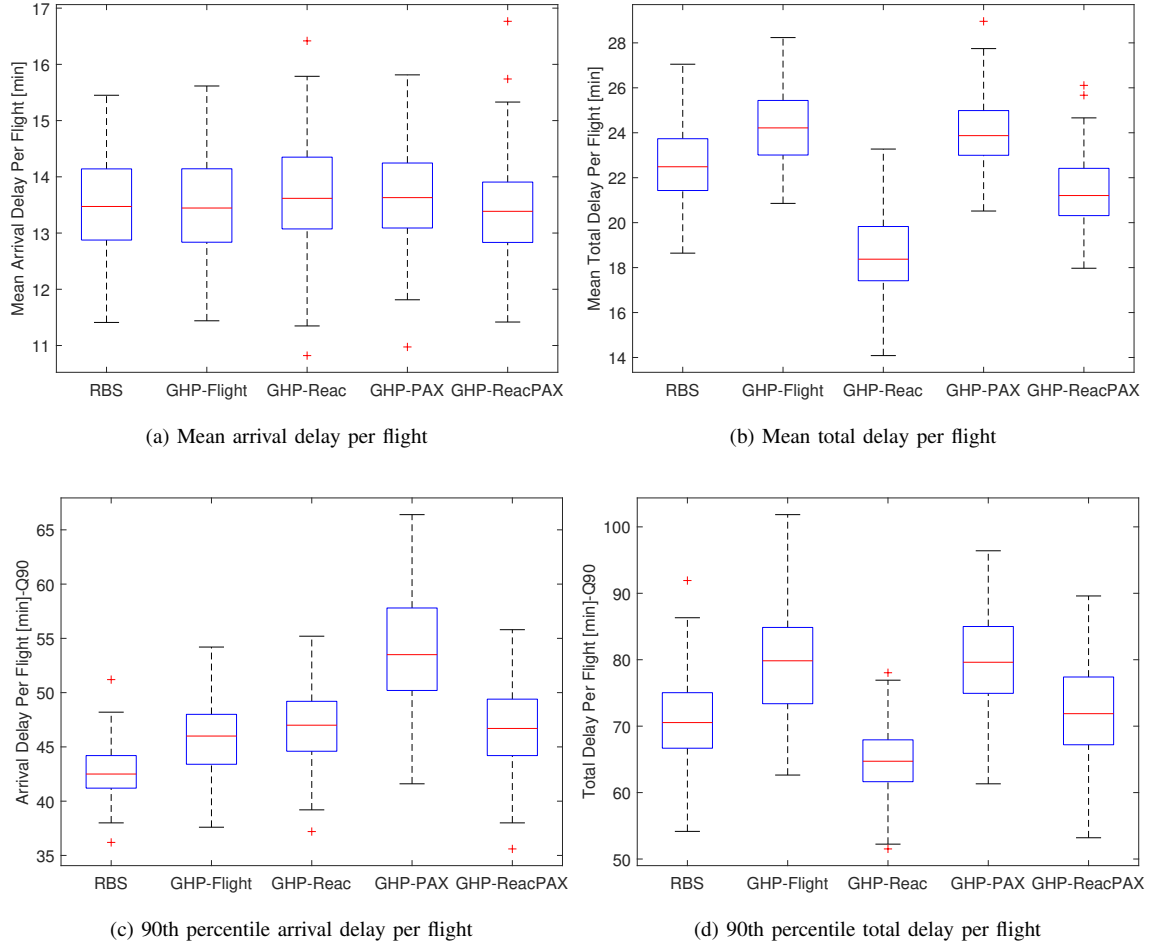 Mean Arrival Delay Per Flight [min]
17
16
15
14
13
12
11
RBS GHP-Flight GHP-Reac GHP-PAX GHP-ReacPAX
(a) Mean arrival delay per flight
Mean Total Delay Per Flight [min]
28
26
24
22
20
18
16
14
RBS GHP-Flight GHP-Reac GHP-PAX GHP-ReacPAX
(b) Mean total delay per flight
Arrival Delay Per Flight [min]-Q90
65
60
55
50
45
40
35
RBS GHP-Flight GHP-Reac GHP-PAX GHP-ReacPAX
(c) 90th percentile arrival delay per flight
Total Delay Per Flight [min]-Q90
100
90
80
70
60
50
RBS GHP-Flight GHP-Reac GHP-PAX GHP-ReacPAX
(d) 90th percentile total delay per flight